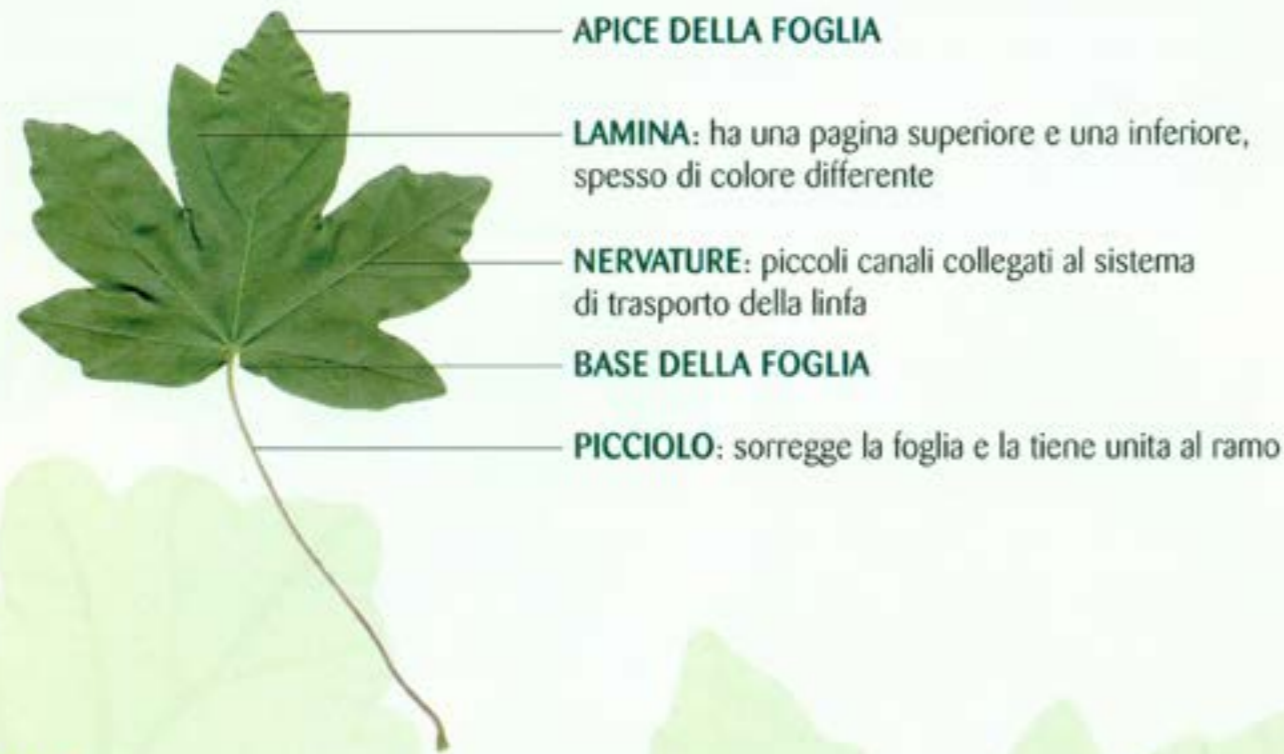 APICE DELLA FOGLIA
LAMINA: ha una pagina superiore e una inferiore,
spesso di colore differente
NERVATURE: piccoli canali collegati al sistema
di trasporto della linfa
BASE DELLA FOGLIA
PICCIOLO: sorregge la foglia e la tiene unita al ramo